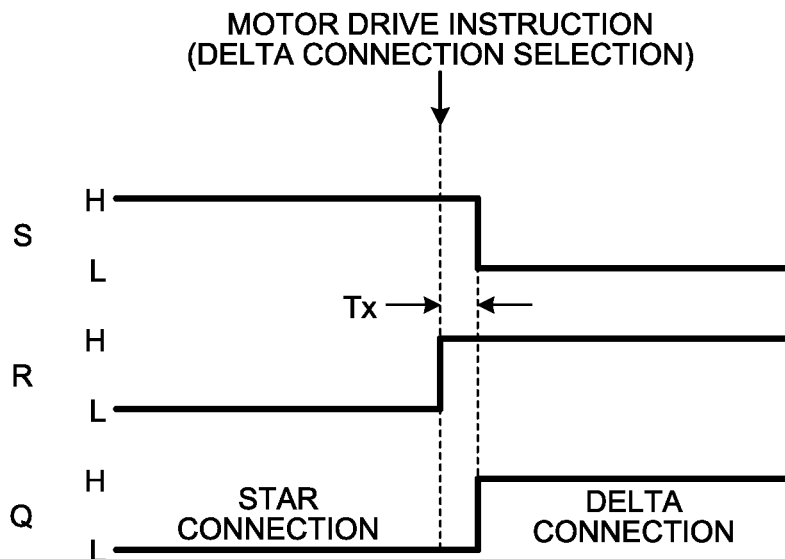 MOTOR DRIVE INSTRUCTION
(DELTA CONNECTION SELECTION)
H
S
L
Tx
H
R
L
H
Q
L
STAR
CONNECTION
DELTA
CONNECTION